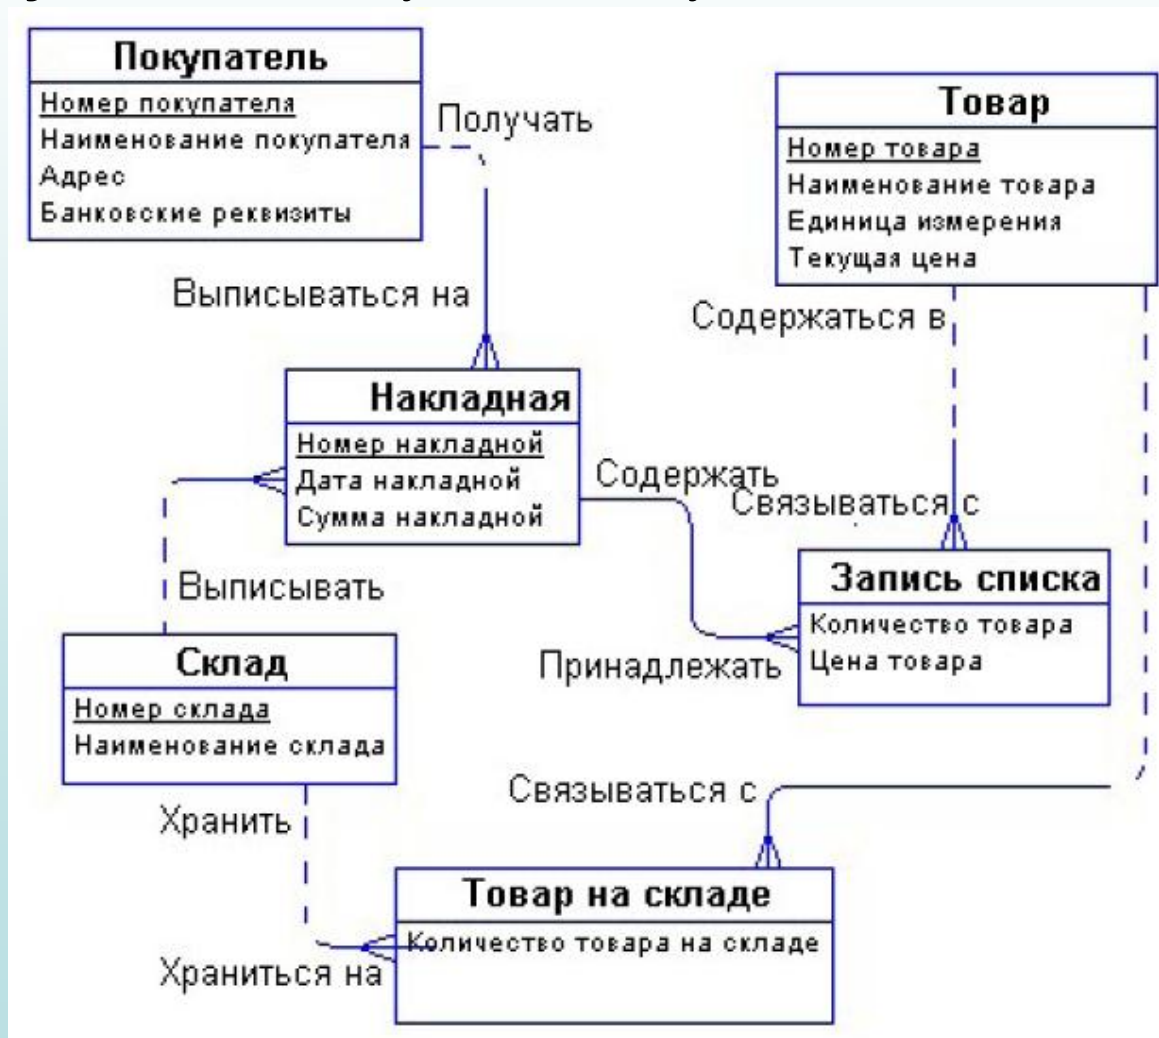 Покупатель
Номер покупателя
Наименование покупателя
Адрес
Банковские реквизиты
Получать
Выписываться на
Товар
Номер товара
Наименование товара
Единица измерения
Текущая цена
Содержаться в
Накладная
Номер накладной
Дата накладной
Сумма накладной
Содержать
Связываться с
Выписывать
Запись списка
Количество товара
Цена товара
Принадлежать
Склад
Номер склада
Наименование склада
Хранить
Связываться с
Товар на складе
Количество товара на складе
Храниться на